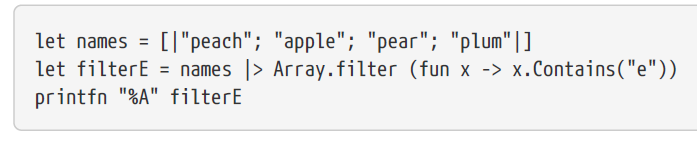 let names = [|"peach"; "apple"; "pear"; "plum"|]
let filterE = names |> Array.filter (fun x -> x.Contains("e"))
printfn "%A" filterE